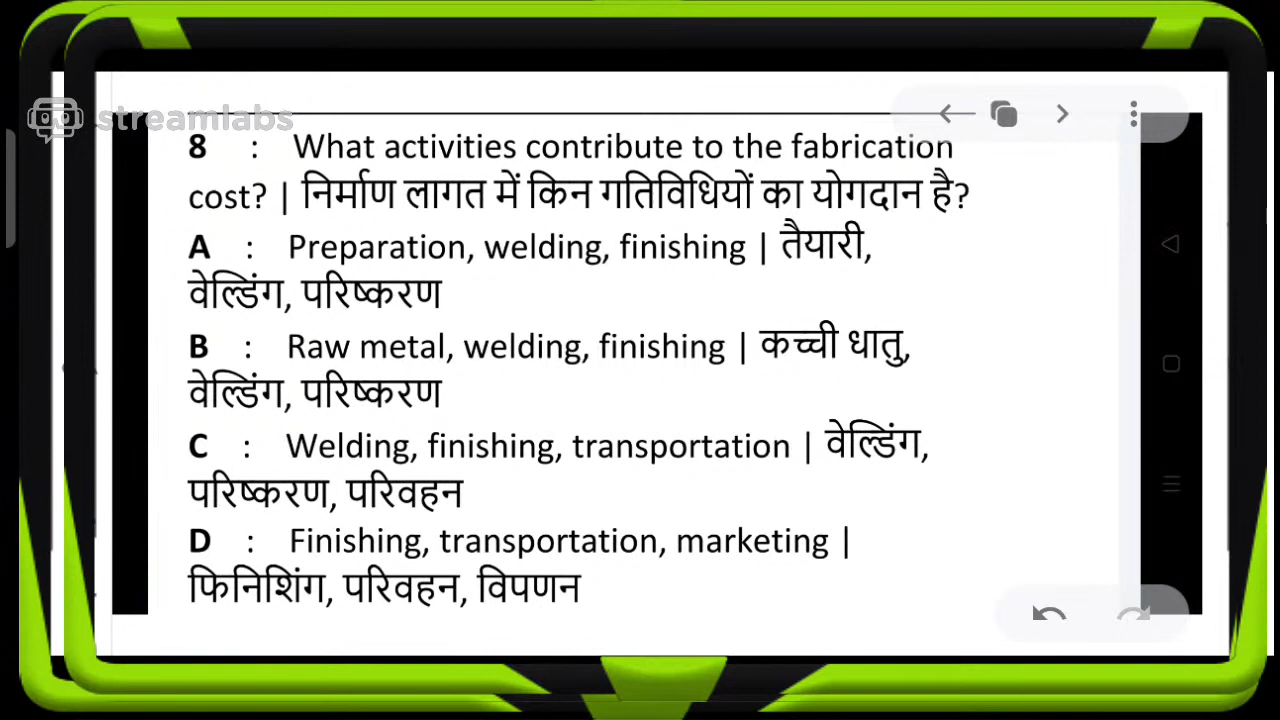 streamlabs
8 : What activities contribute to the fabrication
cost? | निर्माण लागत में किन गतिविधियों का योगदान है?
A : Preparation, welding, finishing | तैयारी,
वेल्डिंग, परिष्करण
B : Raw metal, welding, finishing | कच्ची धातु,
वेल्डिंग, परिष्करण
C : Welding, finishing, transportation | वेल्डिंग,
परिष्करण, परिवहन
D : Finishing, transportation, marketing |
फिनिशिंग, परिवहन, विपणन